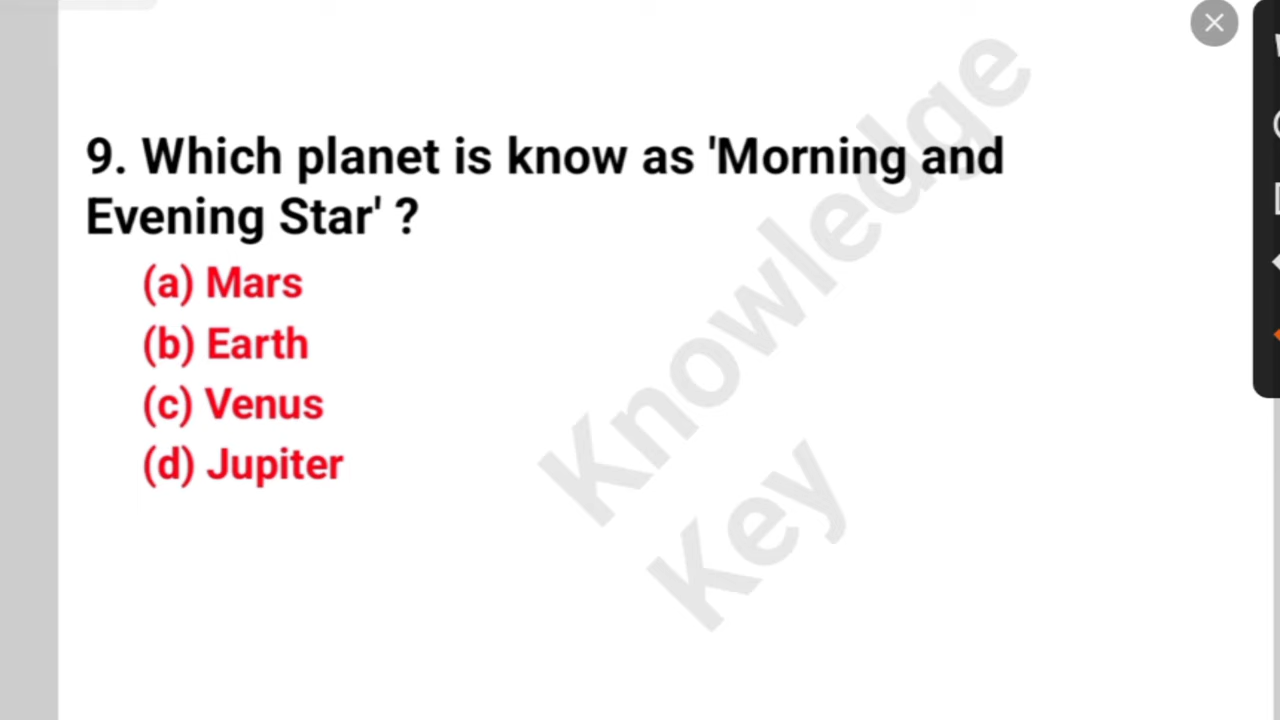 9. Which planet is know as 'Morning and
Evening Star' ?
(a) Mars
(b) Earth
(c) Venus
(d) Jupiter
Knowledge
Key